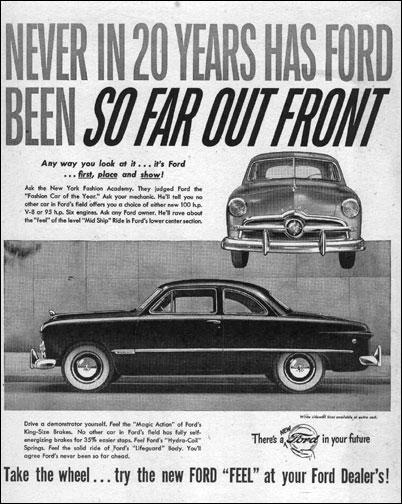 NEVER IN 20 YEARS HAS FORD
BEEN SO FAR OUT FRONT
Any way you look at it...it's Ford
...first, place and show!
Ask the New York Fashion Academy. They judged Ford the
"Fashion Car of the Year." Ask your mechanic. He'll tell you no
other car in Ford's field offers you a choice of either new 100 h.p.
V-8 or 95 h.p. Six engines. Ask any Ford owner. He'll rave about
the "Feel" of the level "Mid Ship" Ride in Ford's lower center section.
White sidewall tires available at extra cost.
Drive a demonstrator yourself. Feel the "Magic Action" of Ford's
King-Size Brakes. No other car in Ford's field has fully self-
energizing brakes for 35% easier stops. Feel Ford's "Hydra-Coil"
Springs. Feel the solid ride of Ford's "Lifeguard" Body. You'll
agree Ford's never been so far ahead.
There's a NEW Ford in your future
Take the wheel...try the new FORD "FEEL" at your Ford Dealer's!